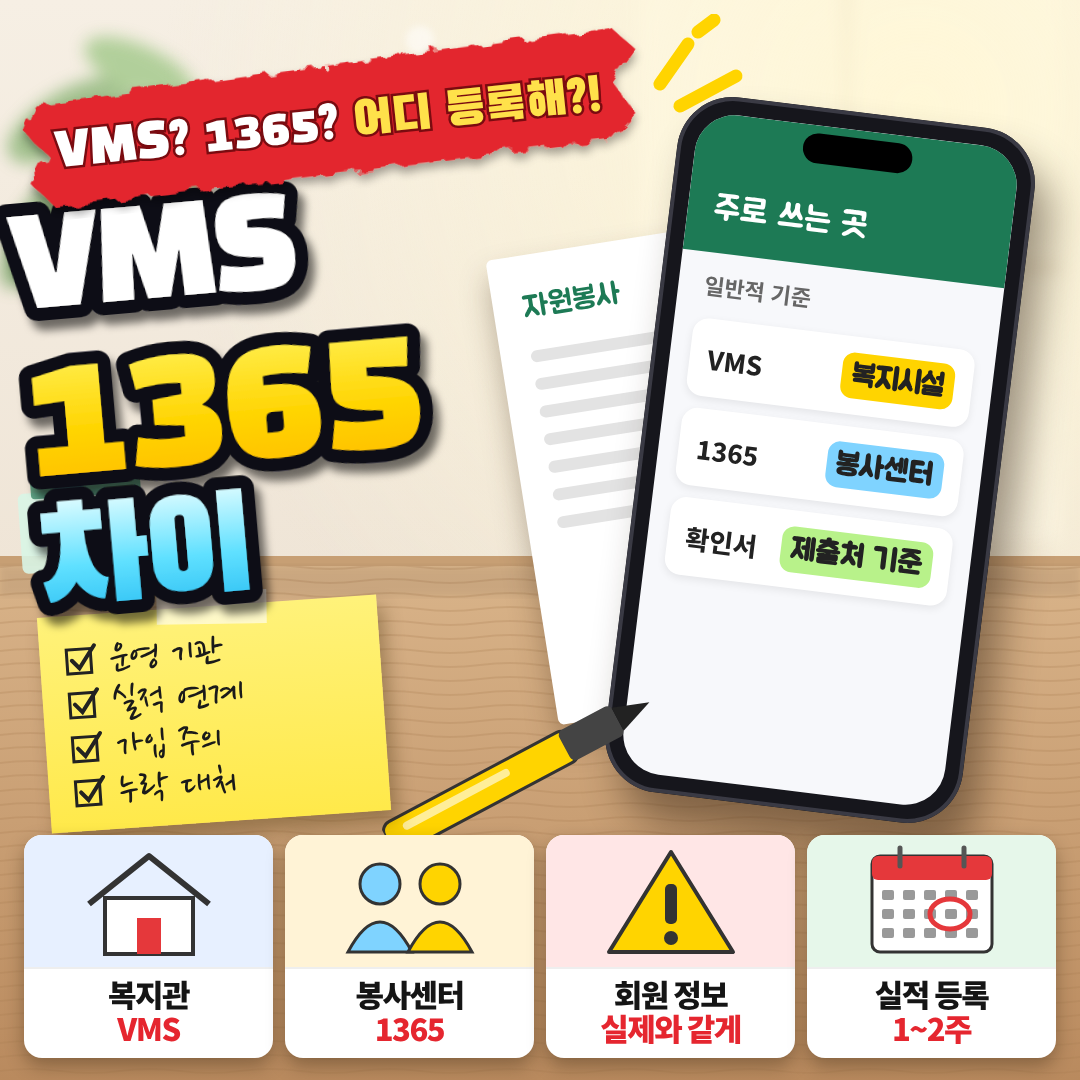 VMS? 1365? 어디 등록해?!
VMS
1365
차이
자원봉사
주로 쓰는 곳
일반적 기준
VMS 복지시설
1365 봉사센터
확인서 제출처 기준
운영 기관
실적 연계
가입 주의
누락 대처
복지관
VMS
봉사센터
1365
회원 정보
실제와 같게
실적 등록
1~2주